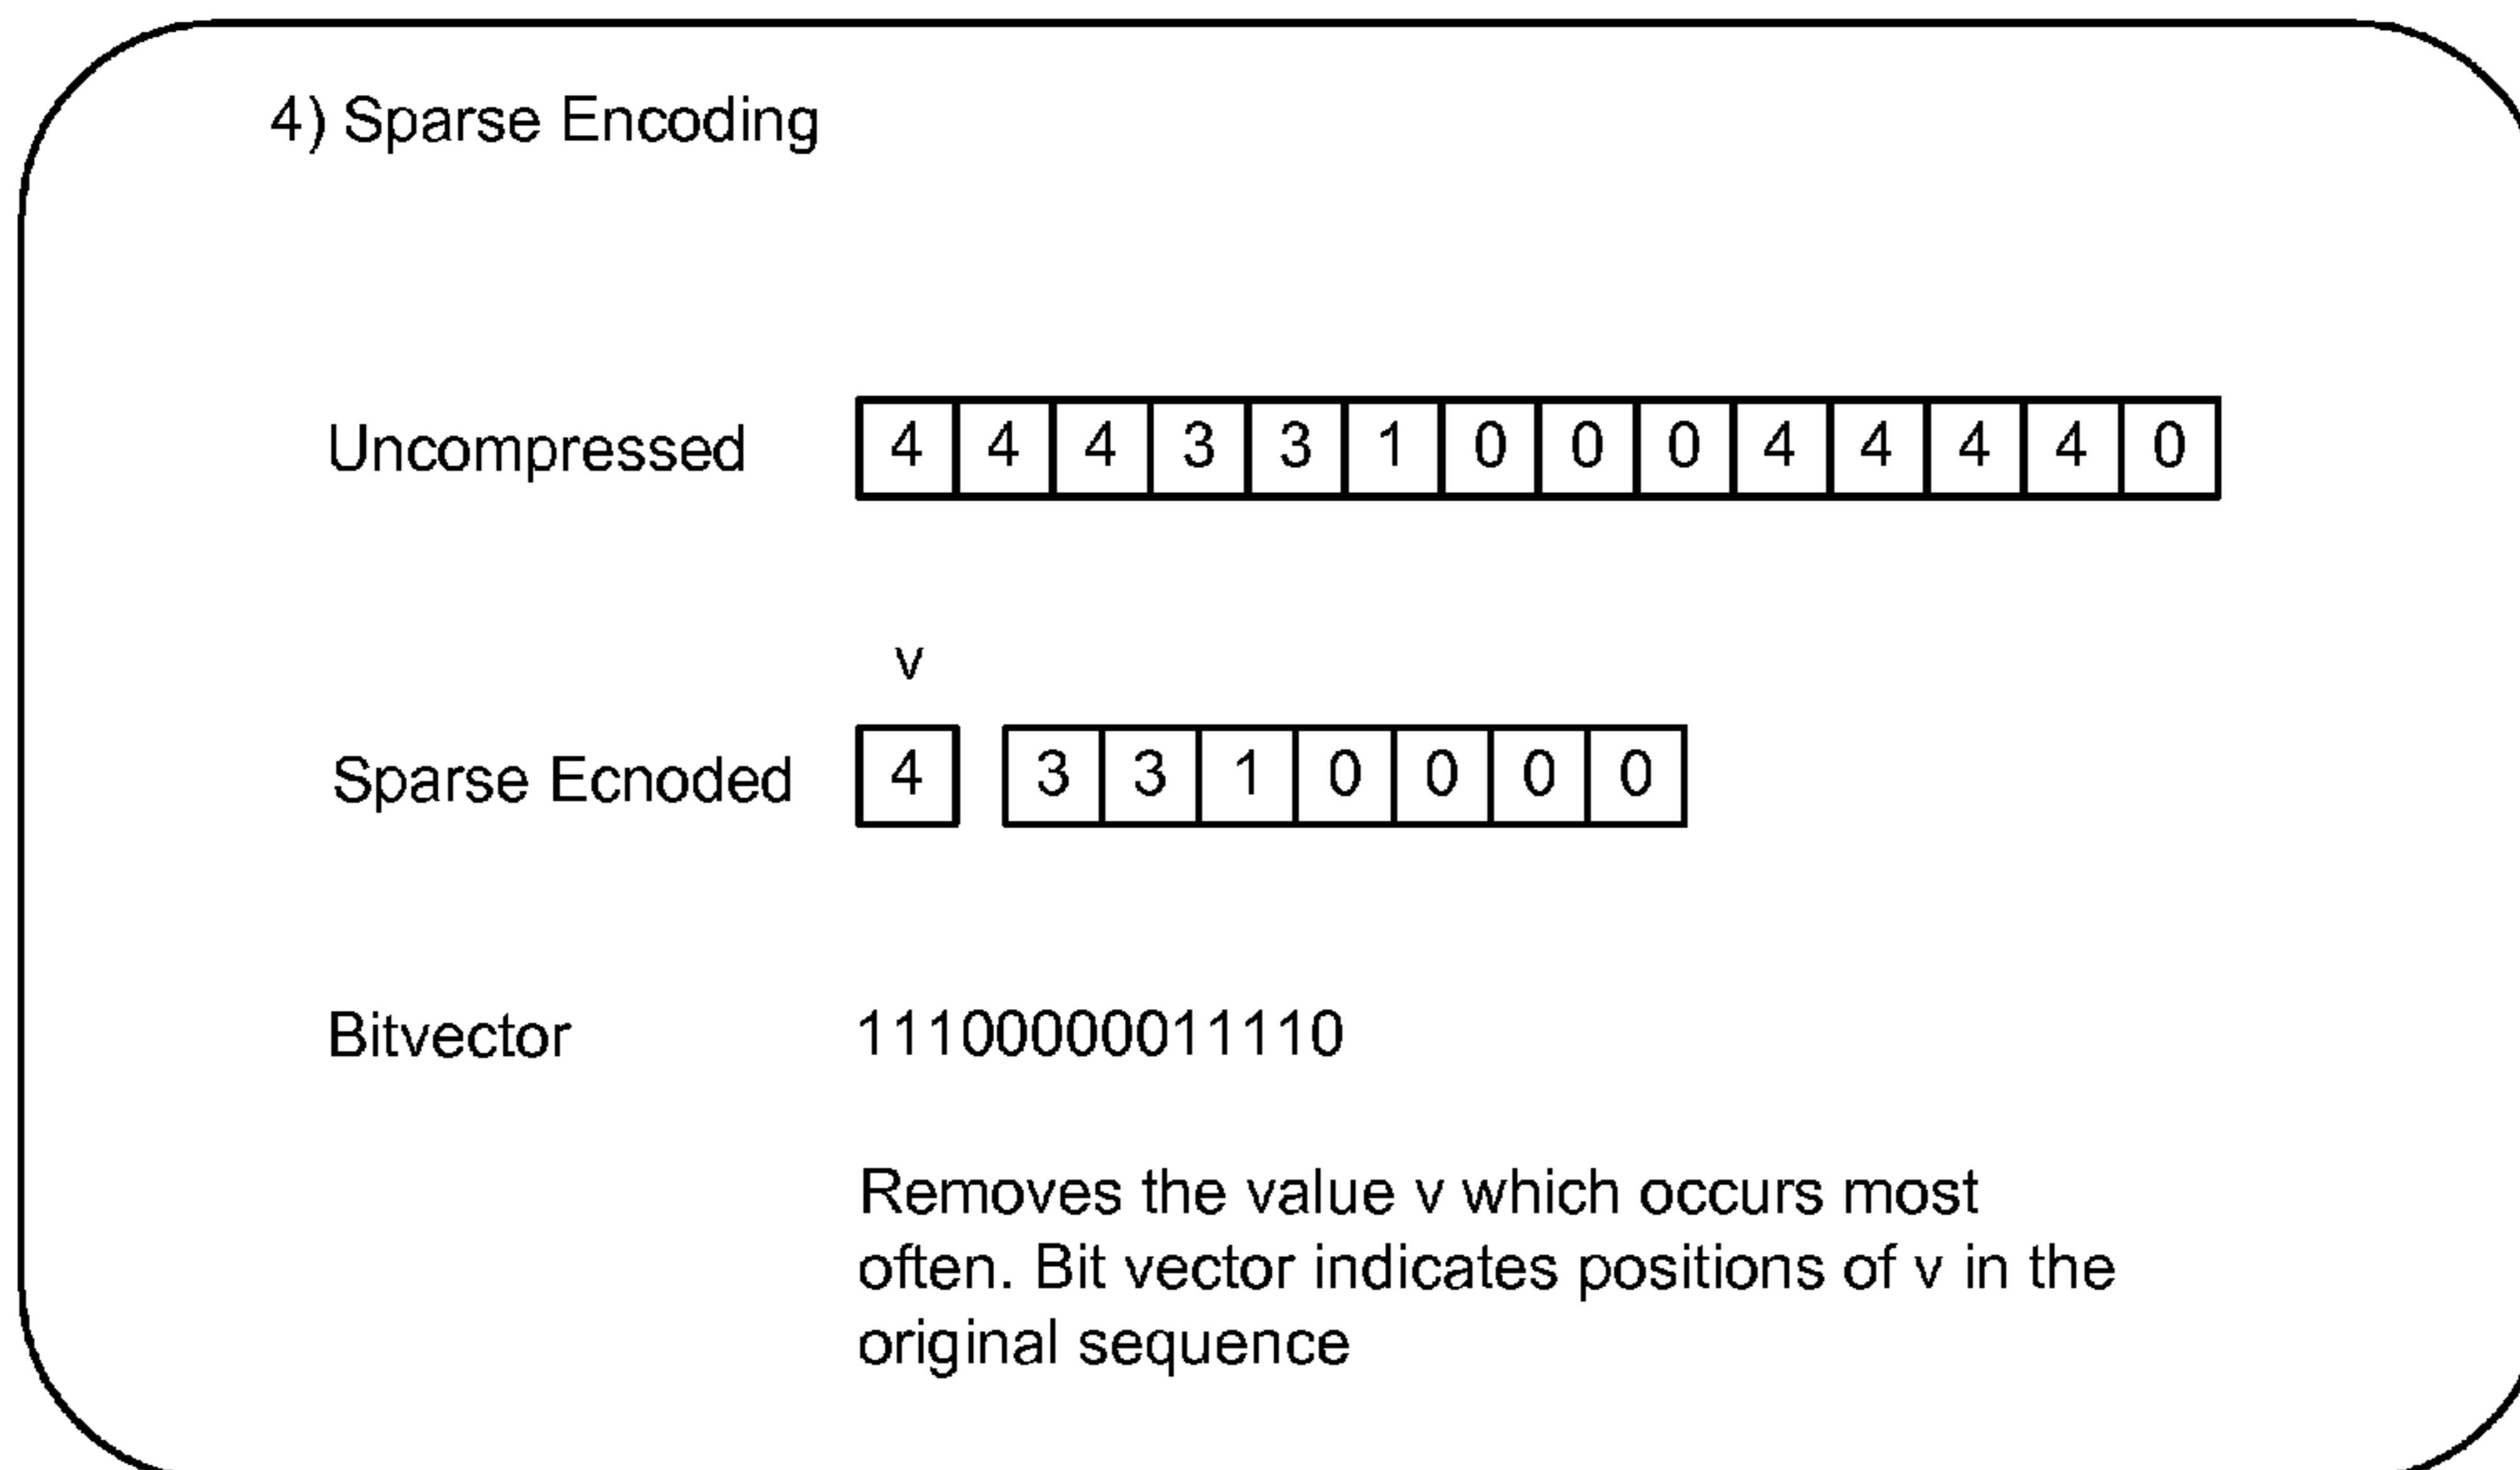 4) Sparse Encoding
Uncompressed 4 4 4 3 3 1 0 0 0 4 4 4 4 0
v
Sparse Ecnoded 4 3 3 1 0 0 0 0
Bitvector 11100000011110
Removes the value v which occurs most
often. Bit vector indicates positions of v in the
original sequence